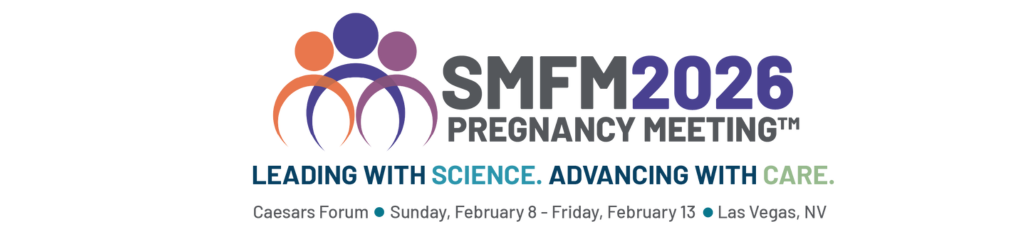 SMFM2026
PREGNANCY MEETING™
LEADING WITH SCIENCE. ADVANCING WITH CARE.
Caesars Forum ● Sunday, February 8 - Friday, February 13 ● Las Vegas, NV